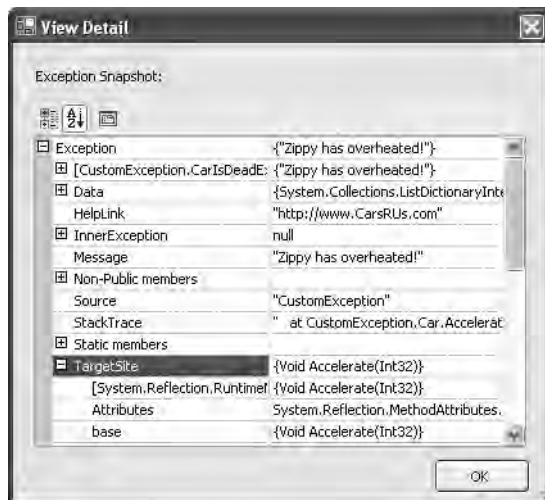 View Detail
Exception Snapshot:
Exception {"Zippy has overheated!"}
[CustomException.CarIsDeadE: {"Zippy has overheated!"}
Data {System.Collections.ListDictionaryInte
HelpLink "http://www.CarsRUs.com"
InnerException null
Message "Zippy has overheated!"
Non-Public members
Source "CustomException"
StackTrace "   at CustomException.Car.Accelerat
Static members
TargetSite {Void Accelerate(Int32)}
[System.Reflection.Runtime {Void Accelerate(Int32)}
Attributes System.Reflection.MethodAttributes.
base {Void Accelerate(Int32)}
OK